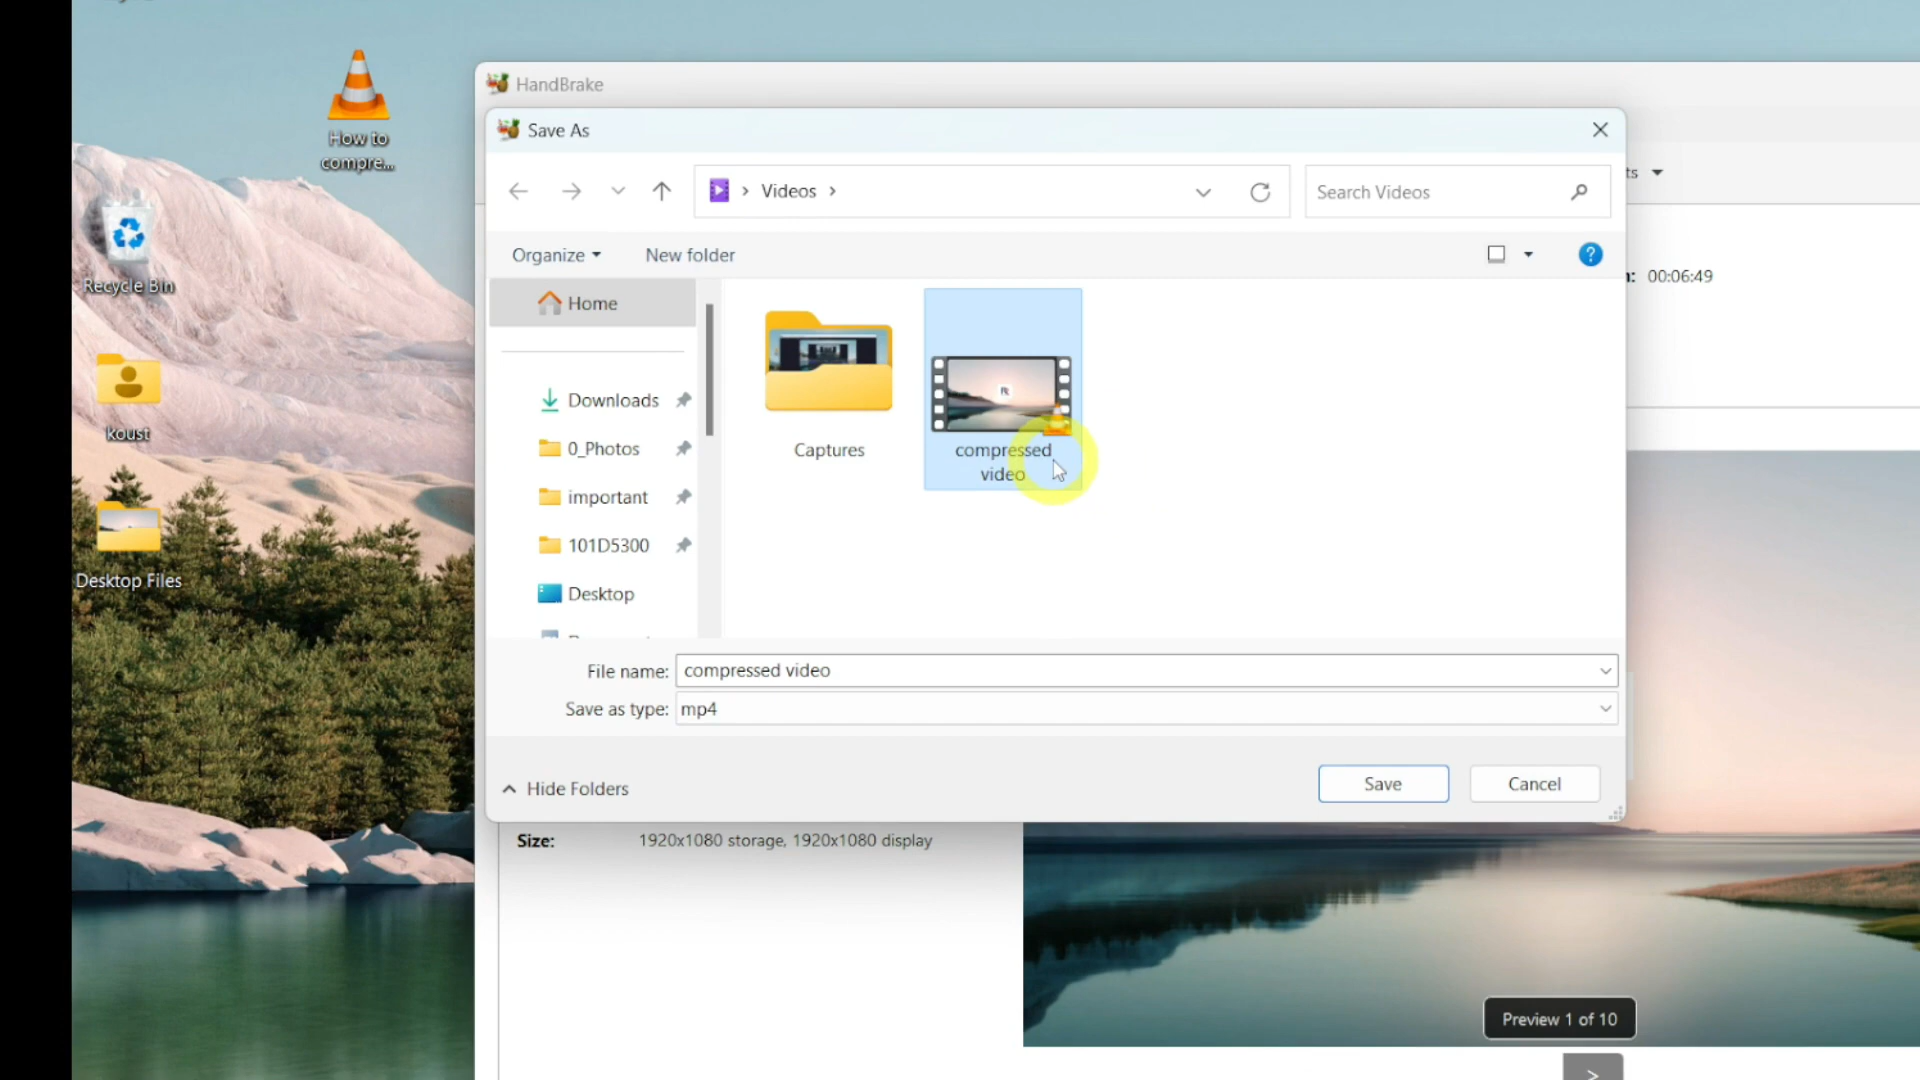 How to
compre...
Recycle Bin
koust
Desktop Files
HandBrake
Save As
Videos
Search Videos
ts
Organize
New folder
?
n: 00:06:49
Home
Downloads
0_Photos
important
101D5300
Desktop
Captures
compressed
video
File name: compressed video
Save as type: mp4
Hide Folders
Save
Cancel
Size: 1920x1080 storage, 1920x1080 display
Preview 1 of 10
>